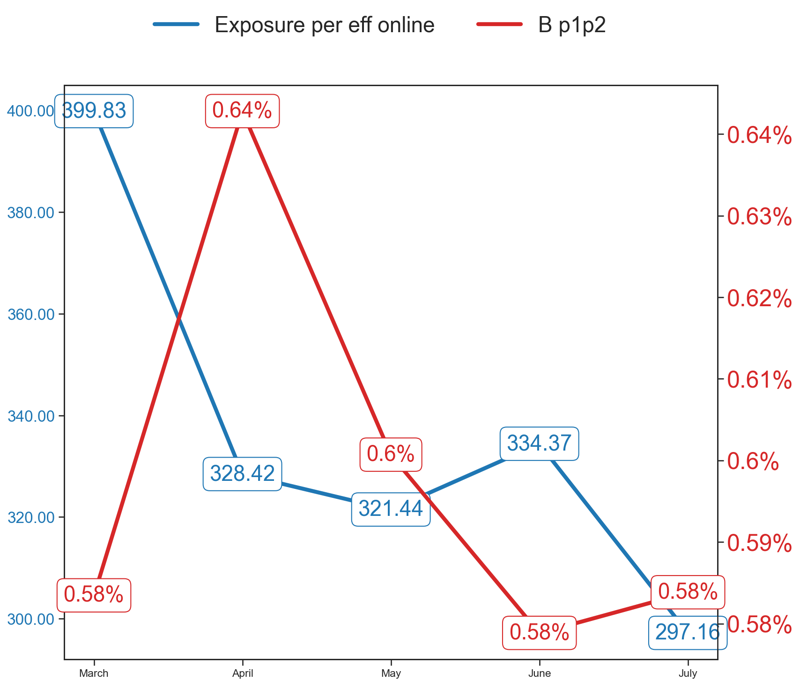 Exposure per eff online B p1p2
400.00 399.83 0.64%
0.64%
380.00 0.63%
0.62%
360.00
0.61%
340.00 334.37
0.6% 0.6%
328.42
320.00 321.44 0.59%
0.58% 0.58%
300.00 0.58%
0.58% 297.16
March April May June July